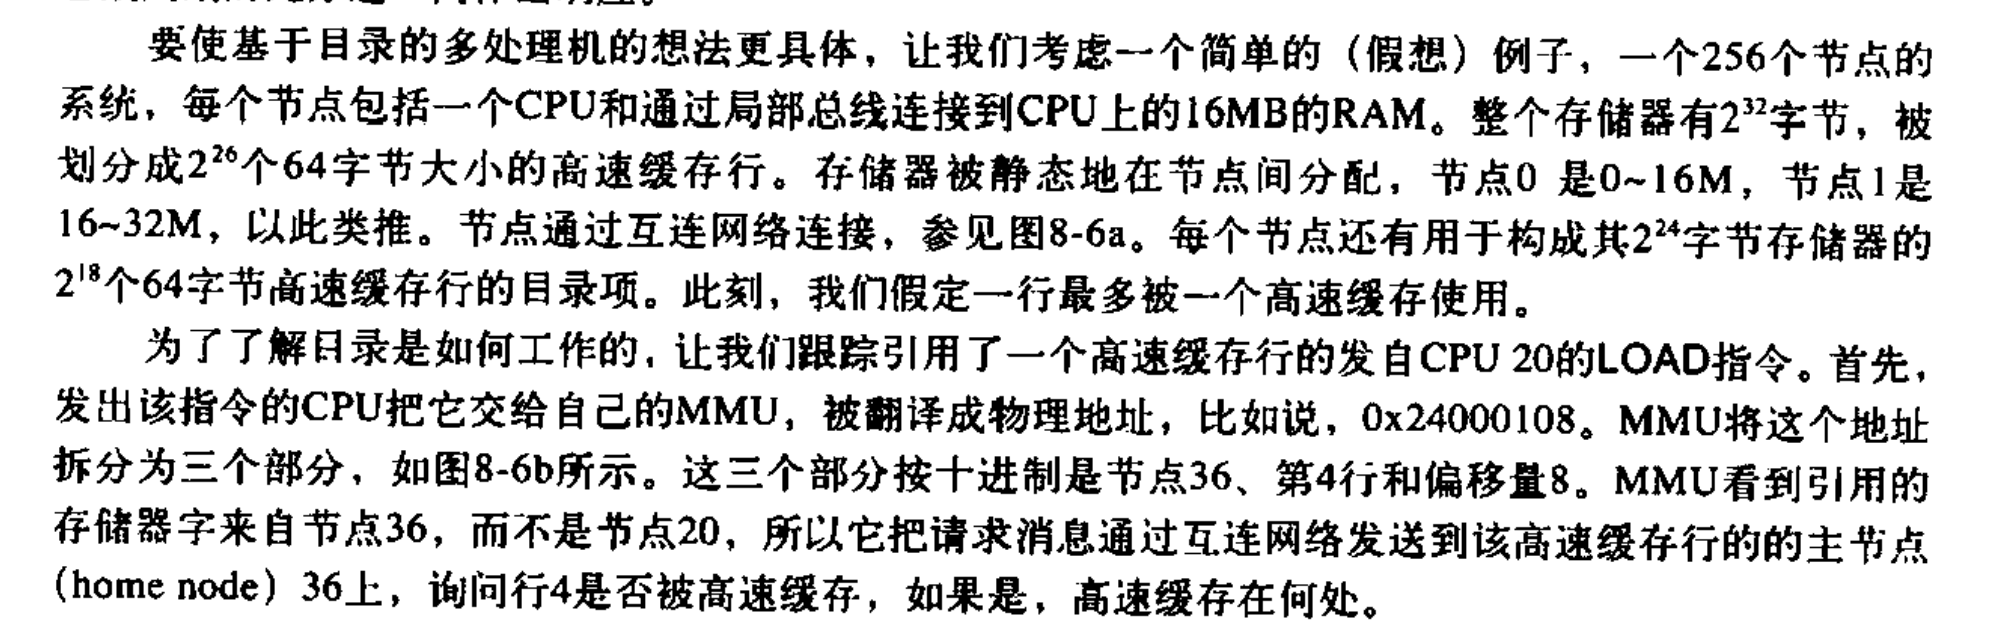 要使基于目录的多处理机的想法更具体，让我们考虑一个简单的（假想）例子，一个256个节点的
系统，每个节点包括一个CPU和通过局部总线连接到CPU上的16MB的RAM。整个存储器有2³²字节，被
划分成2²⁶个64字节大小的高速缓存行。存储器被静态地在节点间分配，节点0 是0~16M，节点1是
16~32M，以此类推。节点通过互连网络连接，参见图8-6a。每个节点还有用于构成其2²⁴字节存储器的
2¹⁸个64字节高速缓存行的目录项。此刻，我们假定一行最多被一个高速缓存使用。
为了了解目录是如何工作的，让我们跟踪引用了一个高速缓存行的发自CPU 20的LOAD指令。首先，
发出该指令的CPU把它交给自己的MMU，被翻译成物理地址，比如说，0x24000108。MMU将这个地址
拆分为三个部分，如图8-6b所示。这三个部分按十进制是节点36、第4行和偏移量8。MMU看到引用的
存储器字来自节点36，而不是节点20，所以它把请求消息通过互连网络发送到该高速缓存行的的主节点
(home node）36上，询问行4是否被高速缓存，如果是，高速缓存在何处。